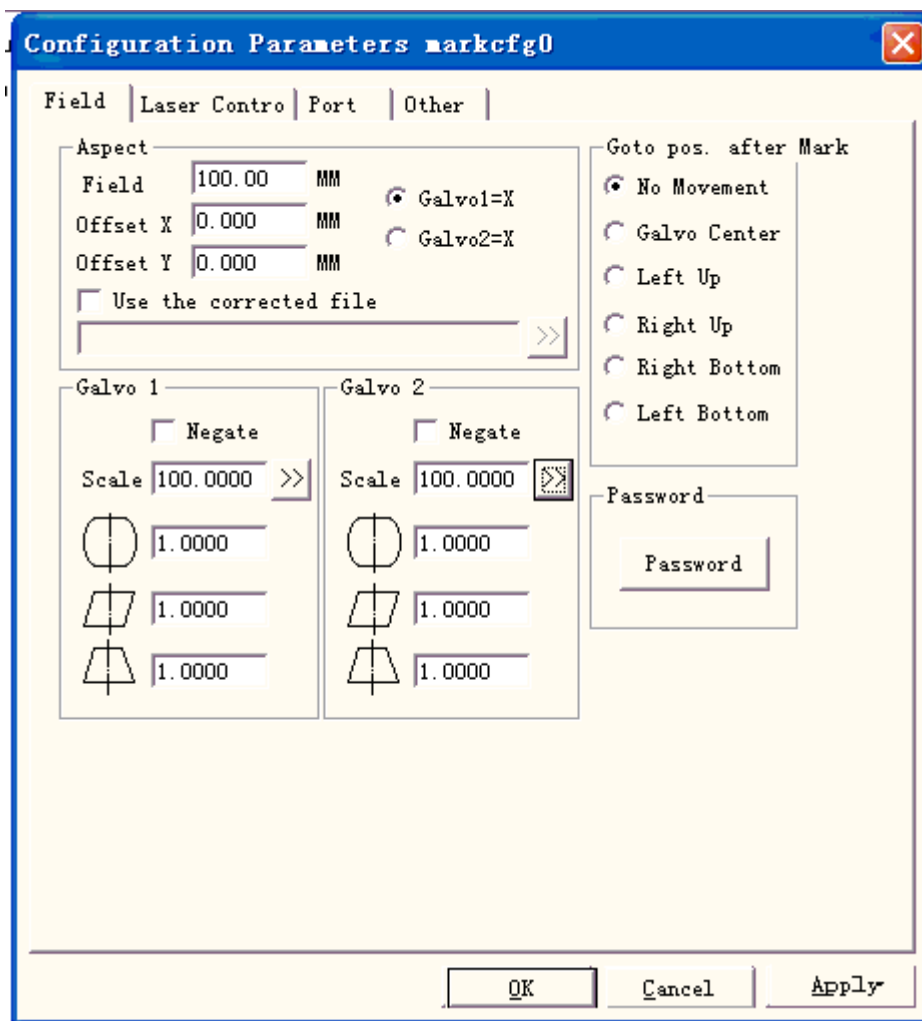 Configuration Parameters markcfg0
Field
Laser Contro
Port
Other
Aspect
Field 100.00 MM
Offset X 0.000 MM
Offset Y 0.000 MM
Galvo1=X
Galvo2=X
Use the corrected file
>>
Galvo 1
Negate
Scale 100.0000 >>
1.0000
1.0000
1.0000
Galvo 2
Negate
Scale 100.0000 >>
1.0000
1.0000
1.0000
Goto pos. after Mark
No Movement
Galvo Center
Left Up
Right Up
Right Bottom
Left Bottom
Password
Password
OK
Cancel
Apply